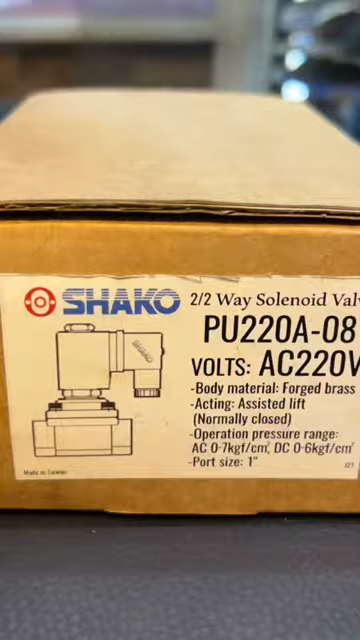 SHAKO
2/2 Way Solenoid Val
PU220A-08
VOLTS: AC220V
-Body material: Forged brass
-Acting: Assisted lift
(Normally closed)
-Operation pressure range:
AC 0-7kgf/cm², DC 0-6kgf/cm²
-Port size: 1"
SHAKO
Made in Taiwan